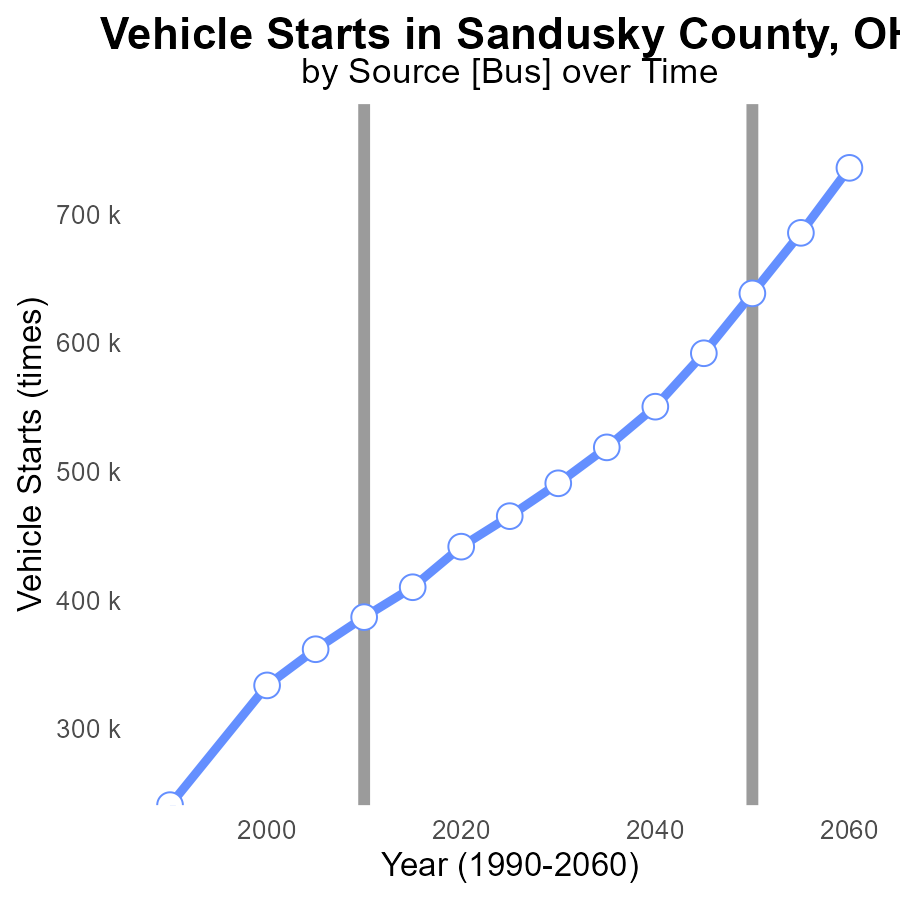 Vehicle Starts in Sandusky County, OH
by Source [Bus] over Time
Vehicle Starts (times)
700 k
600 k
500 k
400 k
300 k
2000 2020 2040 2060
Year (1990-2060)